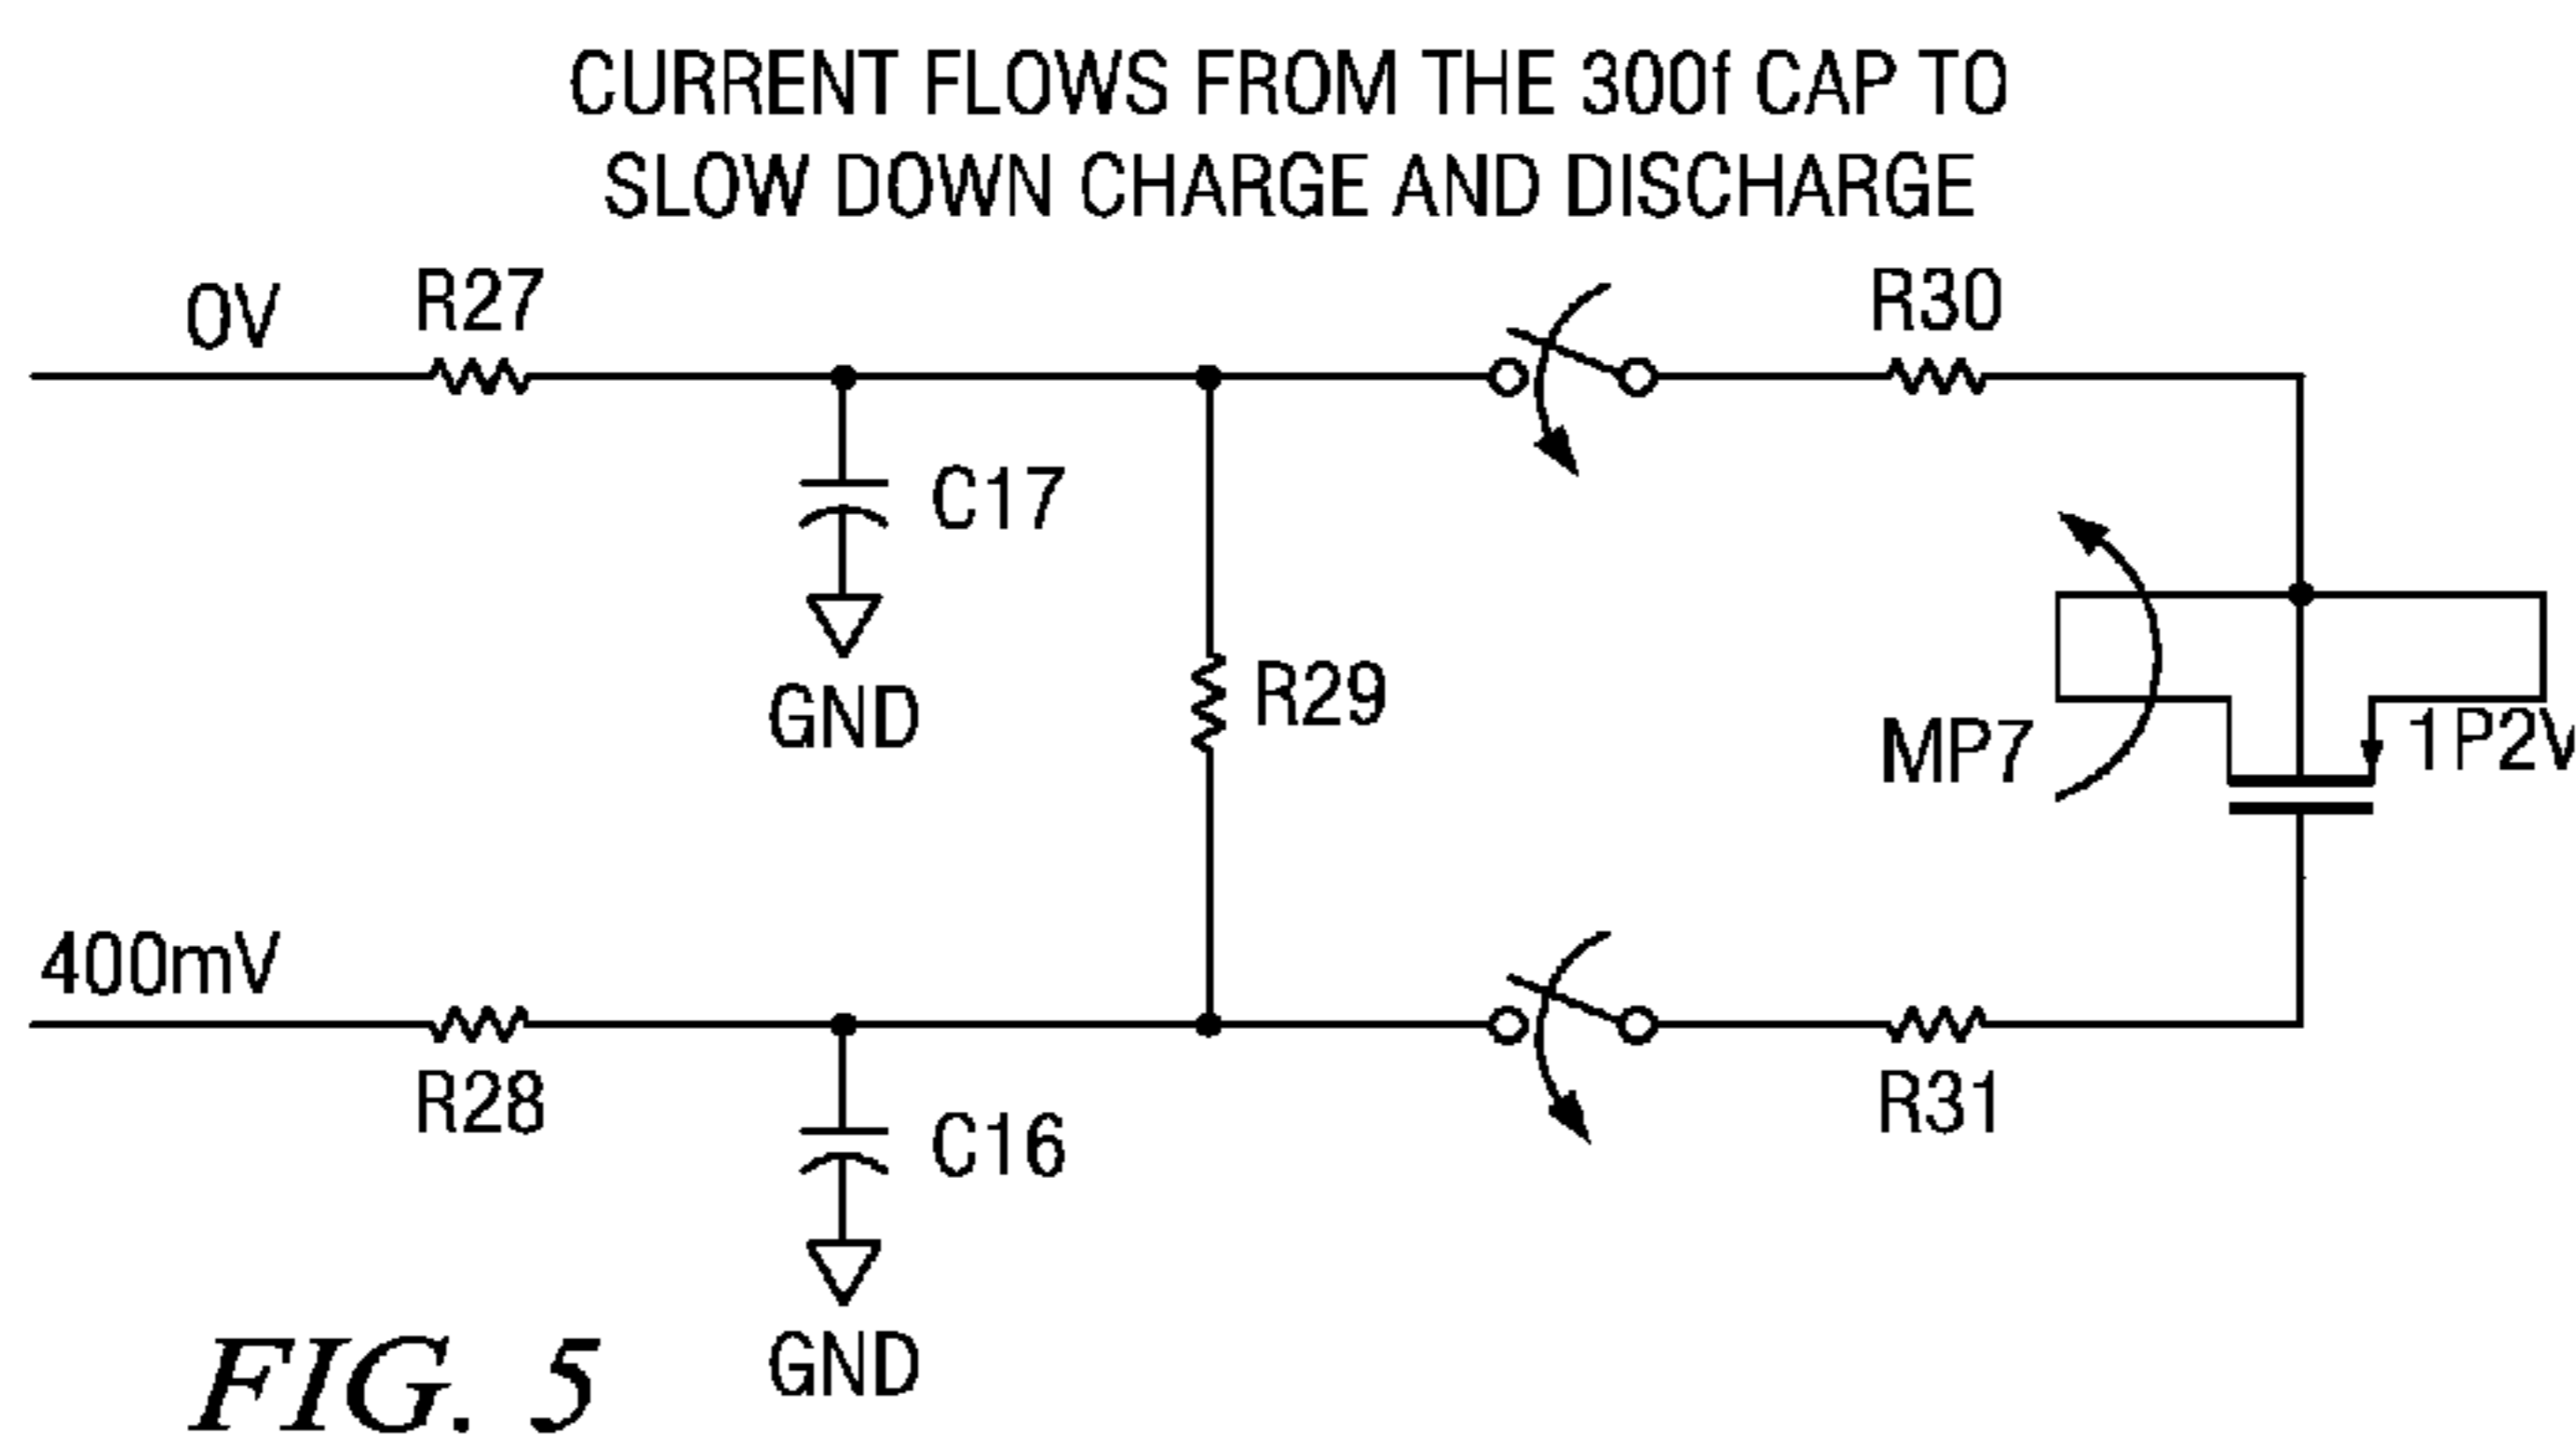 CURRENT FLOWS FROM THE 300f CAP TO
SLOW DOWN CHARGE AND DISCHARGE
0V
R27
R30
C17
GND
R29
MP7
1P2V
400mV
R28
R31
C16
GND
FIG. 5